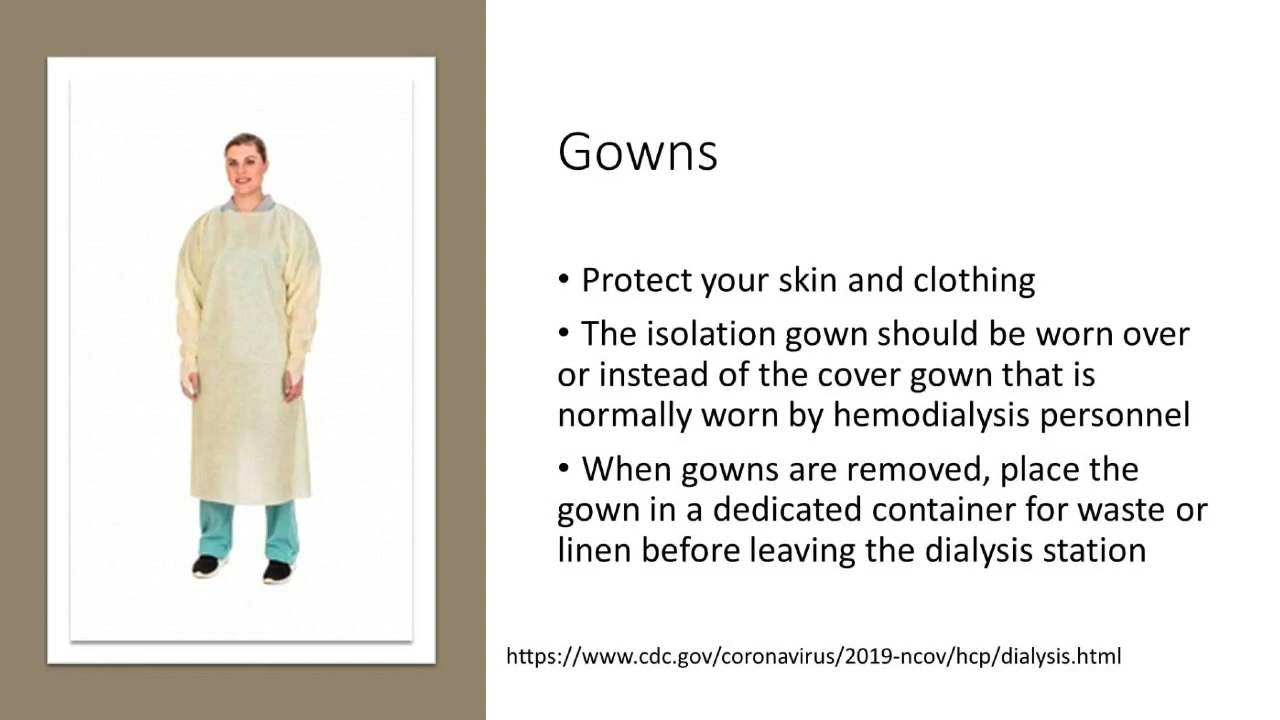 Gowns
• Protect your skin and clothing
• The isolation gown should be worn over
or instead of the cover gown that is
normally worn by hemodialysis personnel
• When gowns are removed, place the
gown in a dedicated container for waste or
linen before leaving the dialysis station
https://www.cdc.gov/coronavirus/2019-ncov/hcp/dialysis.html